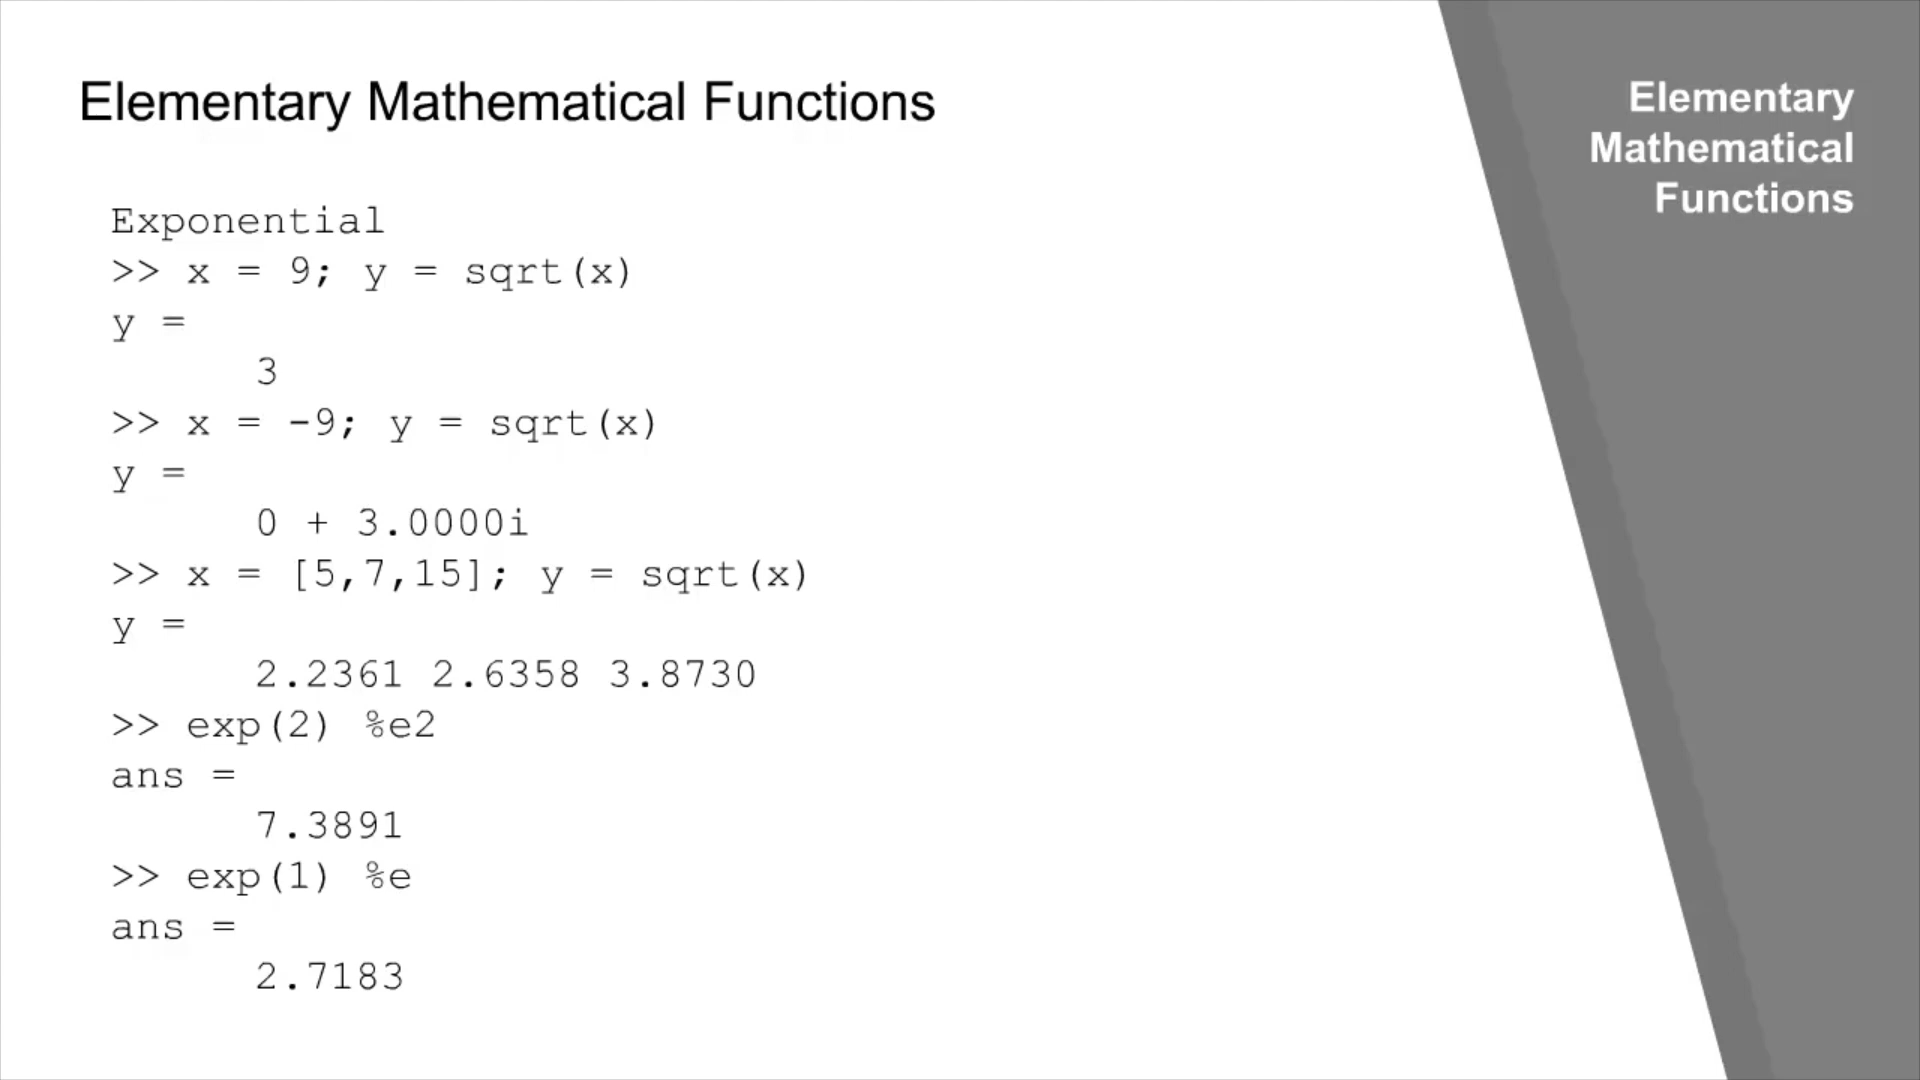 Elementary Mathematical Functions
Elementary
Mathematical
Functions
Exponential
>> x = 9; y = sqrt(x)
y =
3
>> x = -9; y = sqrt(x)
y =
0 + 3.0000i
>> x = [5,7,15]; y = sqrt(x)
y =
2.2361 2.6358 3.8730
>> exp(2) %e2
ans =
7.3891
>> exp(1) %e
ans =
2.7183